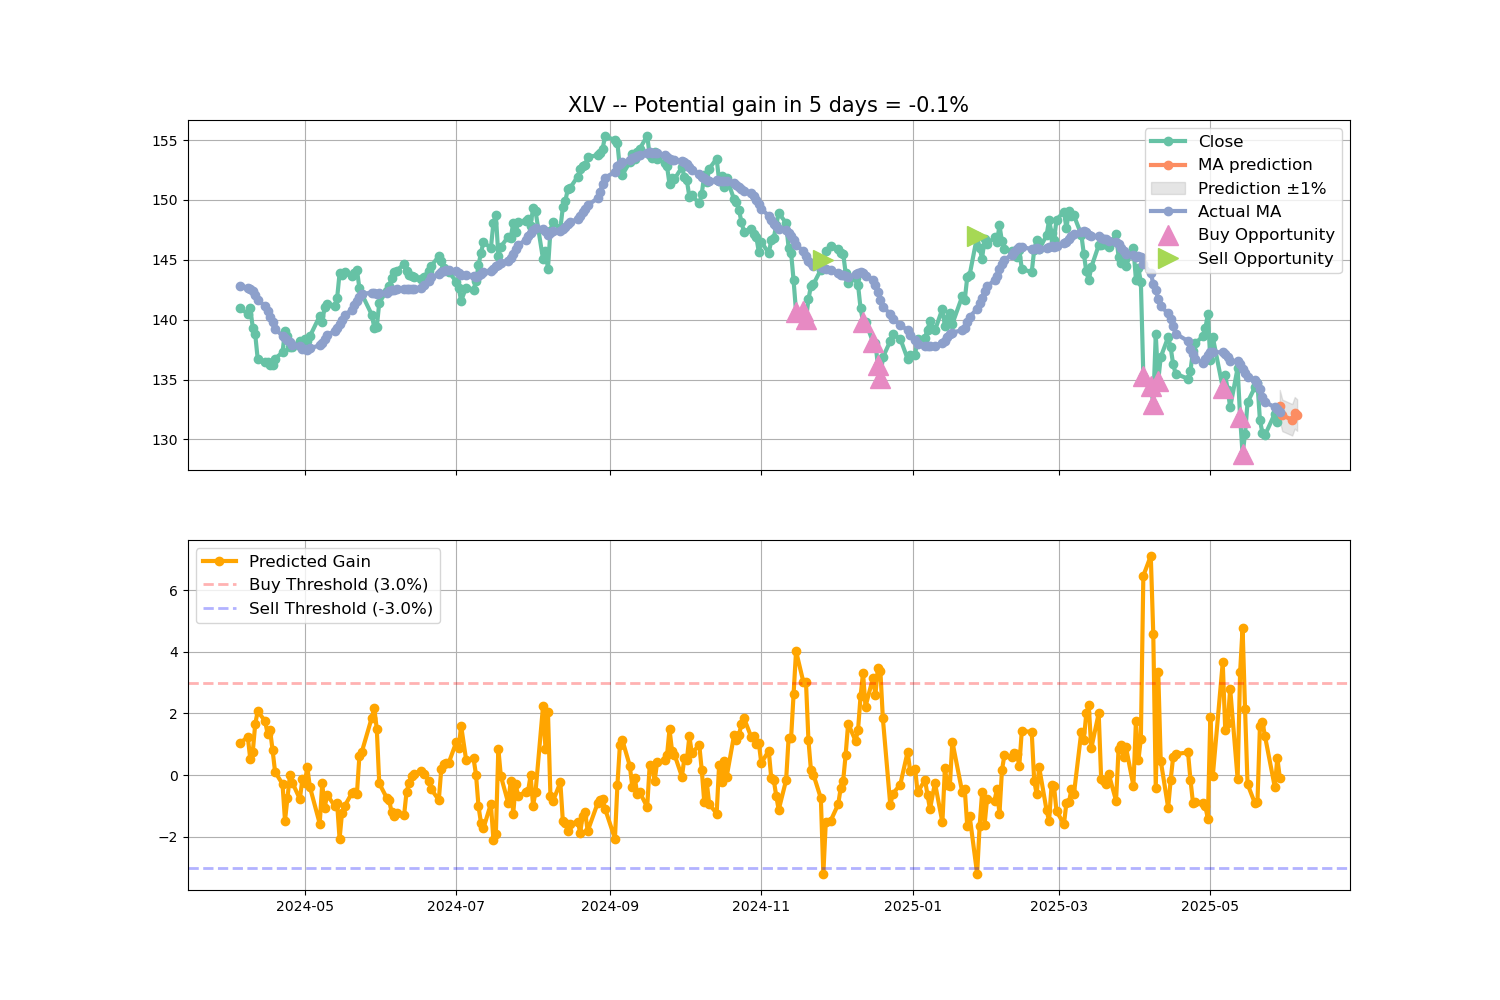 XLV -- Potential gain in 5 days = -0.1%
155
150
145
140
135
130
Close
MA prediction
Prediction ±1%
Actual MA
Buy Opportunity
Sell Opportunity
6
4
2
0
−2
Predicted Gain
Buy Threshold (3.0%)
Sell Threshold (-3.0%)
2024-05
2024-07
2024-09
2024-11
2025-01
2025-03
2025-05